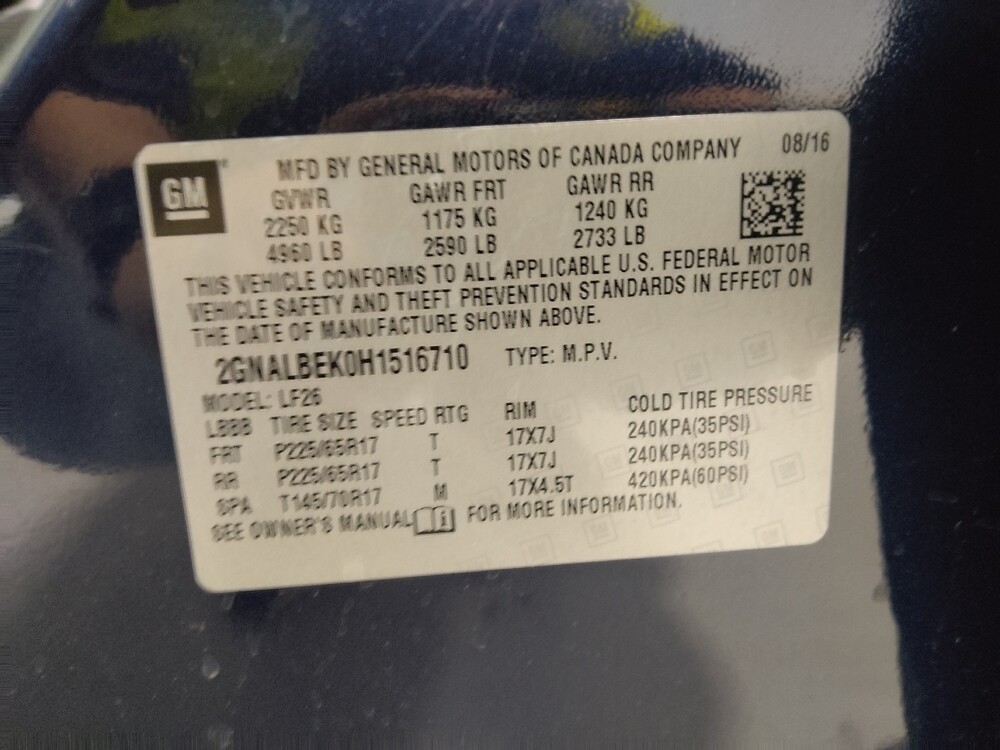 GM
MFD BY GENERAL MOTORS OF CANADA COMPANY 08/16
GVWR GAWR FRT GAWR RR
2250 KG 1175 KG 1240 KG
4960 LB 2590 LB 2733 LB
THIS VEHICLE CONFORMS TO ALL APPLICABLE U.S. FEDERAL MOTOR
VEHICLE SAFETY AND THEFT PREVENTION STANDARDS IN EFFECT ON
THE DATE OF MANUFACTURE SHOWN ABOVE.
2GNALBEK0H1516710 TYPE: M.P.V.
MODEL: LF26
LBBB TIRE SIZE SPEED RTG RIM COLD TIRE PRESSURE
FRT P225/65R17 T 17X7J 240KPA(35PSI)
RR P225/65R17 T 17X7J 240KPA(35PSI)
SPA T145/70R17 M 17X4.5T 420KPA(60PSI)
SEE OWNER'S MANUAL FOR MORE INFORMATION.